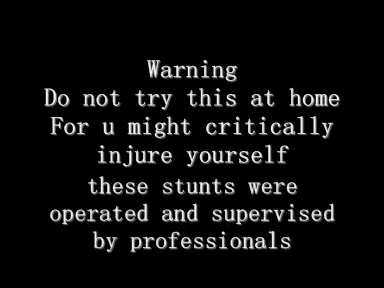 Warning
Do not try this at home
For u might critically
injure yourself
these stunts were
operated and supervised
by professionals